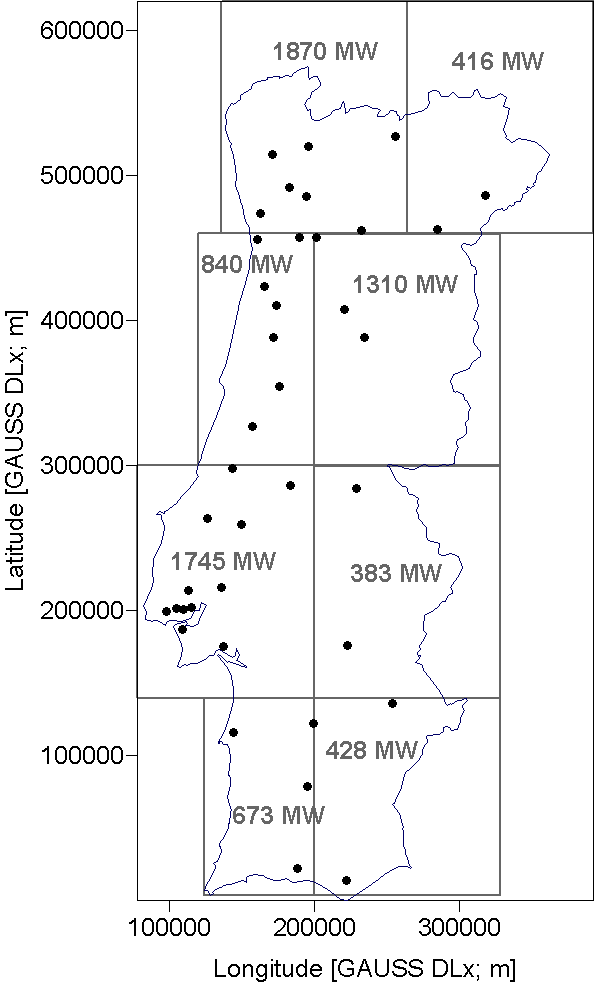 600000
1870 MW
416 MW
500000
840 MW
1310 MW
400000
300000
1745 MW
383 MW
200000
428 MW
100000
673 MW
Latitude [GAUSS DLx; m]
100000 200000 300000
Longitude [GAUSS DLx; m]